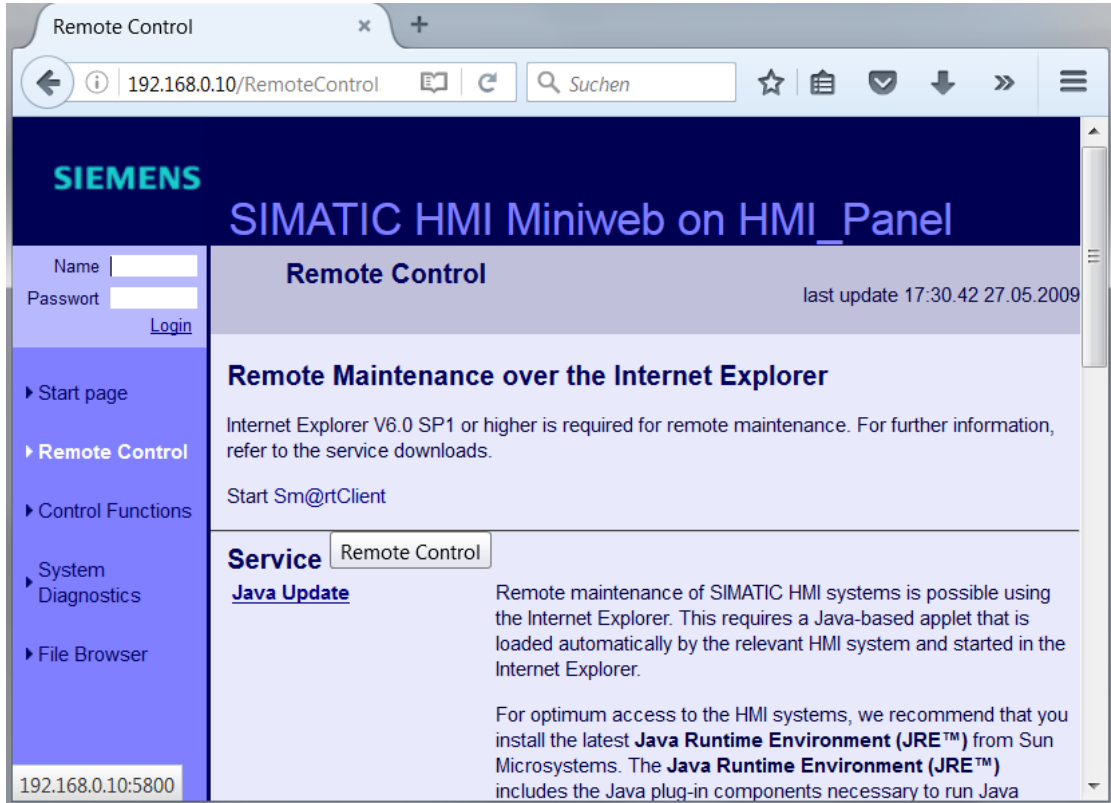 Remote Control
192.168.0.10/RemoteControl
Suchen
SIEMENS
SIMATIC HMI Miniweb on HMI_Panel
Name
Passwort
Login
Remote Control
last update 17:30.42 27.05.2009
Start page
Remote Control
Control Functions
System
Diagnostics
File Browser
Remote Maintenance over the Internet Explorer
Internet Explorer V6.0 SP1 or higher is required for remote maintenance. For further information,
refer to the service downloads.
Start Sm@rtClient
Service
Remote Control
Java Update
Remote maintenance of SIMATIC HMI systems is possible using
the Internet Explorer. This requires a Java-based applet that is
loaded automatically by the relevant HMI system and started in the
Internet Explorer.
For optimum access to the HMI systems, we recommend that you
install the latest Java Runtime Environment (JRE™) from Sun
Microsystems. The Java Runtime Environment (JRE™)
includes the Java plug-in components necessary to run Java
192.168.0.10:5800